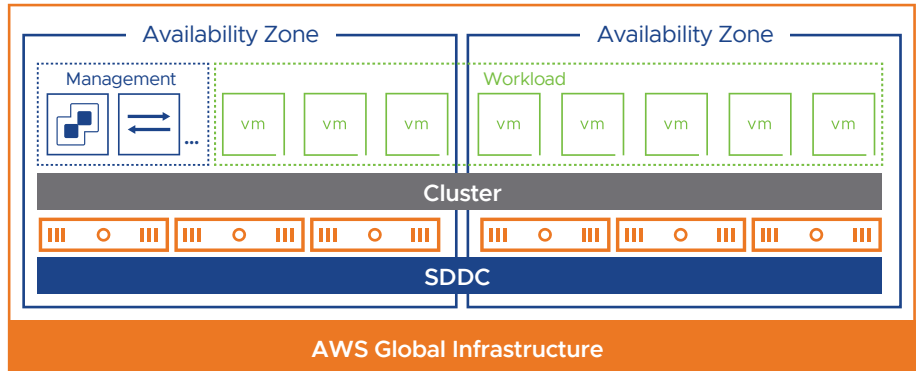 Availability Zone
Availability Zone
Management
Workload
...
vm
vm
vm
vm
vm
vm
vm
vm
Cluster
SDDC
AWS Global Infrastructure